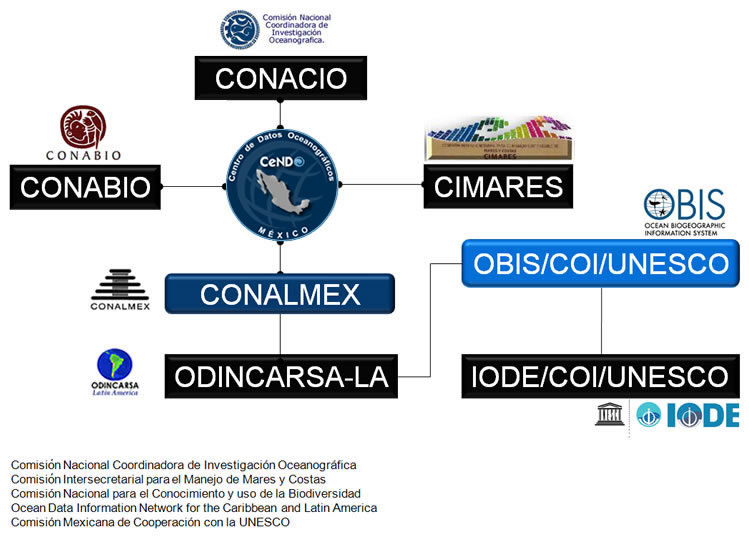 Comisión Nacional
Coordinadora de
Investigación
Oceanográfica.
CONACIO
CONABIO
CONABIO
Centro de Datos Oceanográficos
CeNDO
MÉXICO
CIMARES
CIMARES
OBIS
OCEAN BIOGEOGRAPHIC
INFORMATION SYSTEM
OBIS/COI/UNESCO
CONALMEX
CONALMEX
ODINCARSA
Latin America
ODINCARSA-LA
IODE/COI/UNESCO
IODE
Comisión Nacional Coordinadora de Investigación Oceanográfica
Comisión Intersecretarial para el Manejo de Mares y Costas
Comisión Nacional para el Conocimiento y uso de la Biodiversidad
Ocean Data Information Network for the Caribbean and Latin America
Comisión Mexicana de Cooperación con la UNESCO